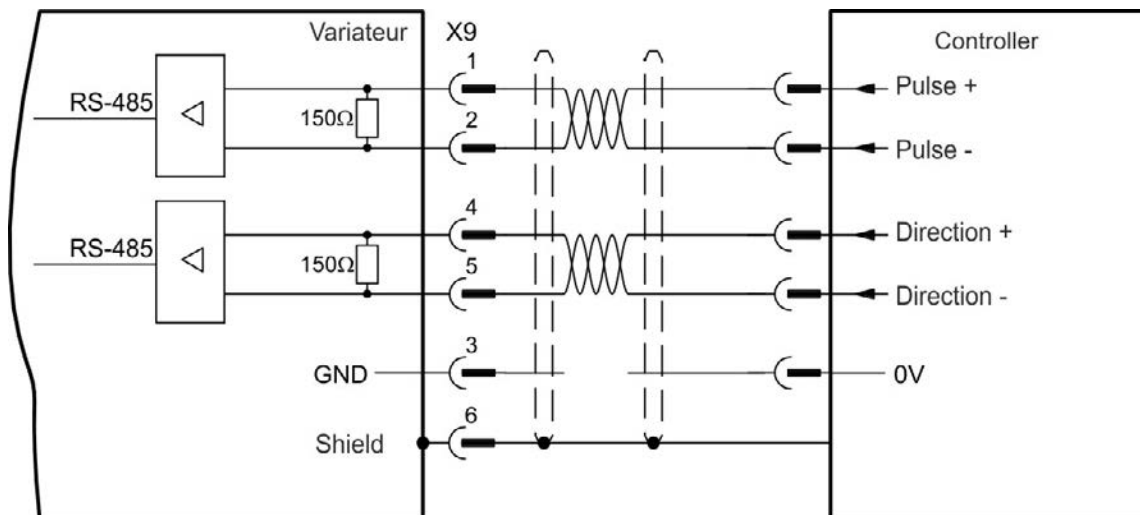 Variateur X9 Controller
1
RS-485 150Ω Pulse +
2
Pulse -
4
RS-485 150Ω Direction +
5
Direction -
3
GND 0V
6
Shield